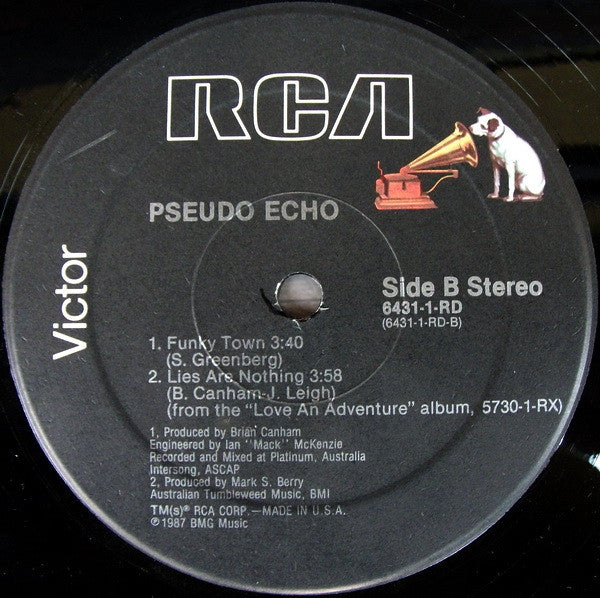 RCA
Victor
PSEUDO ECHO
Side B Stereo
6431-1-RD
(6431-1-RD-B)
1. Funky Town 3:40
(S. Greenberg)
2. Lies Are Nothing 3:58
(B. Canham-J. Leigh)
(from the "Love An Adventure" album, 5730-1-RX)
1, Produced by Brian Canham
Engineered by Ian "Mack" McKenzie
Recorded and Mixed at Platinum, Australia
Intersong, ASCAP
2. Produced by Mark S. Berry
Australian Tumbleweed Music, BMI
TM(s)® RCA CORP.—MADE IN U.S.A.
℗1987 BMG Music